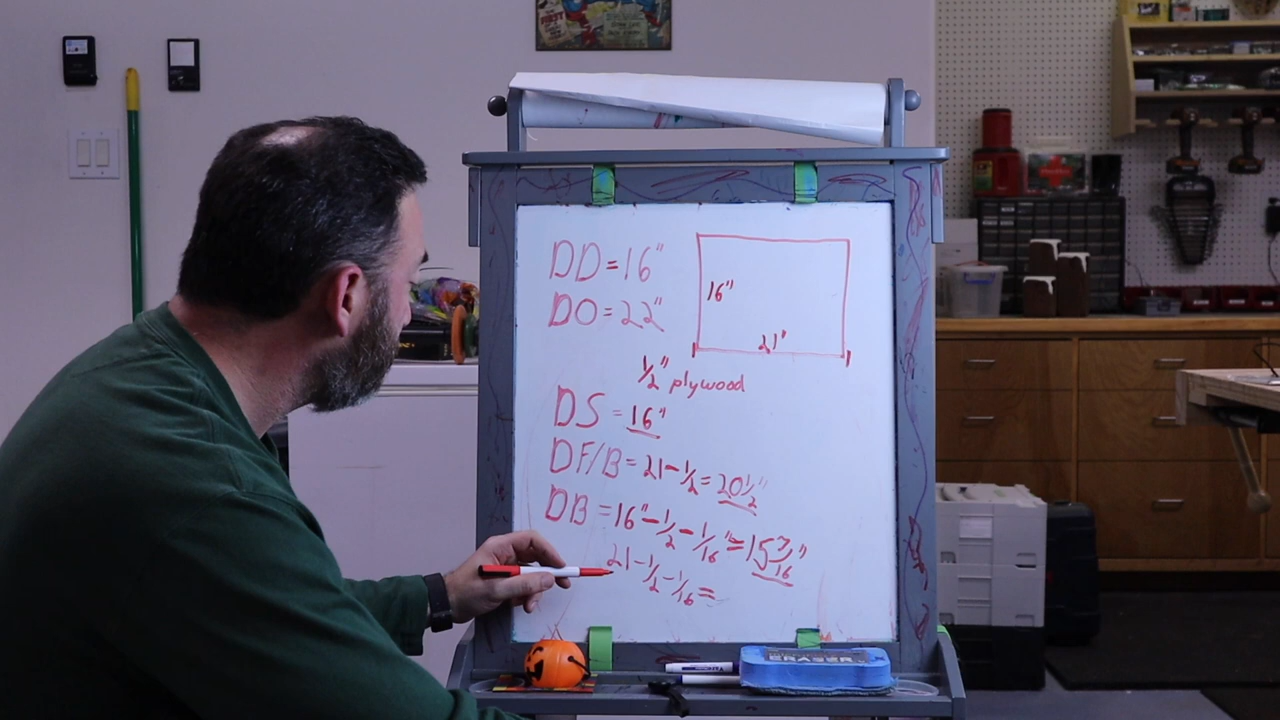 DD = 16"
DO = 22"
16"
21"
1/2" plywood
DS = 16"
DF/B = 21 - 1/2 = 20 1/2"
DB = 16" - 1/2 - 1/16" = 15 7/16"
21 - 1/2 - 1/16 =
ERASER